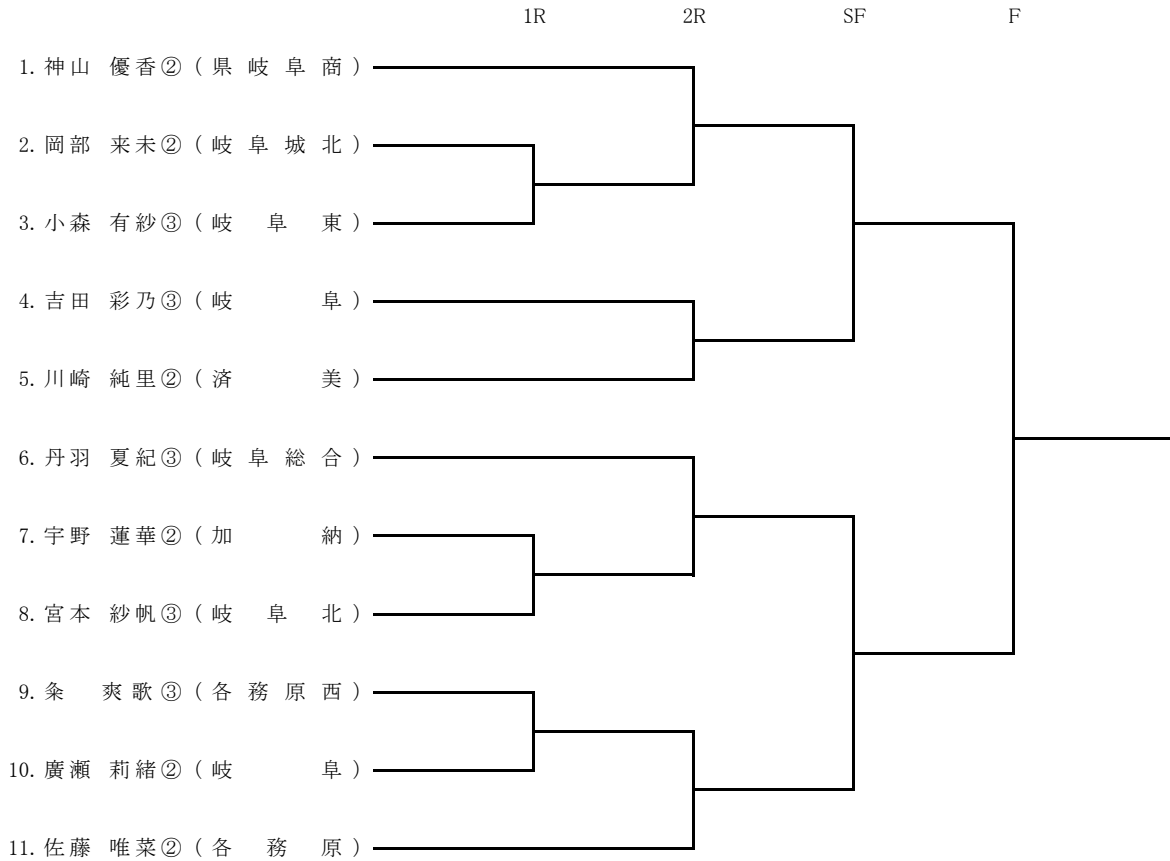 1R 2R SF F
1. 神山 優香② (県岐阜商)
2. 岡部 来未② (岐阜城北)
3. 小森 有紗③ (岐阜東)
4. 吉田 彩乃③ (岐阜)
5. 川崎 純里② (済美)
6. 丹羽 夏紀③ (岐阜総合)
7. 宇野 蓮華② (加納)
8. 宮本 紗帆③ (岐阜北)
9. 粂 爽歌③ (各務原西)
10. 廣瀬 莉緒② (岐阜)
11. 佐藤 唯菜② (各務原)